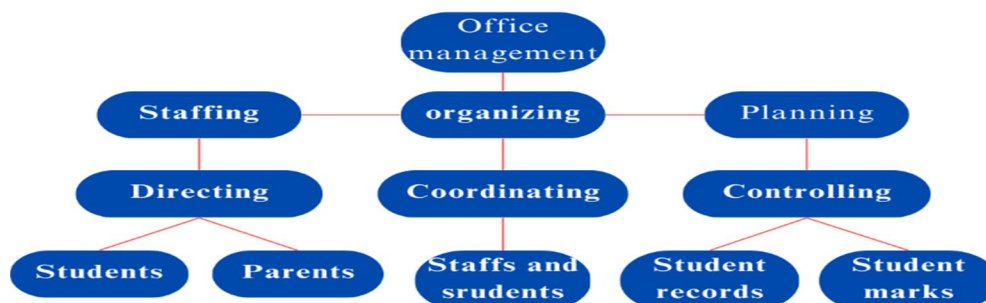 Office
management
Staffing
organizing
Planning
Directing
Coordinating
Controlling
Students
Parents
Staffs and
srudents
Student
records
Student
marks